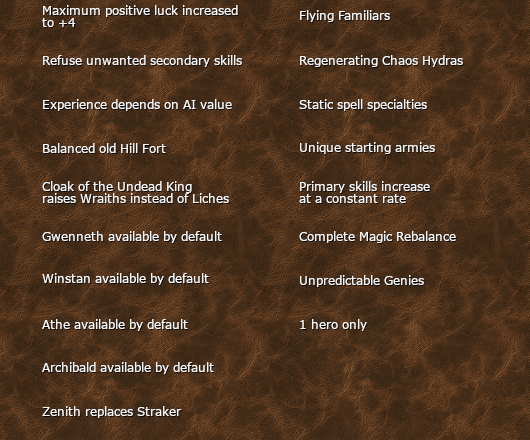 Maximum positive luck increased
to +4
Refuse unwanted secondary skills
Experience depends on AI value
Balanced old Hill Fort
Cloak of the Undead King
raises Wraiths instead of Liches
Gwenneth available by default
Winstan available by default
Athe available by default
Archibald available by default
Zenith replaces Straker
Flying Familiars
Regenerating Chaos Hydras
Static spell specialties
Unique starting armies
Primary skills increase
at a constant rate
Complete Magic Rebalance
Unpredictable Genies
1 hero only